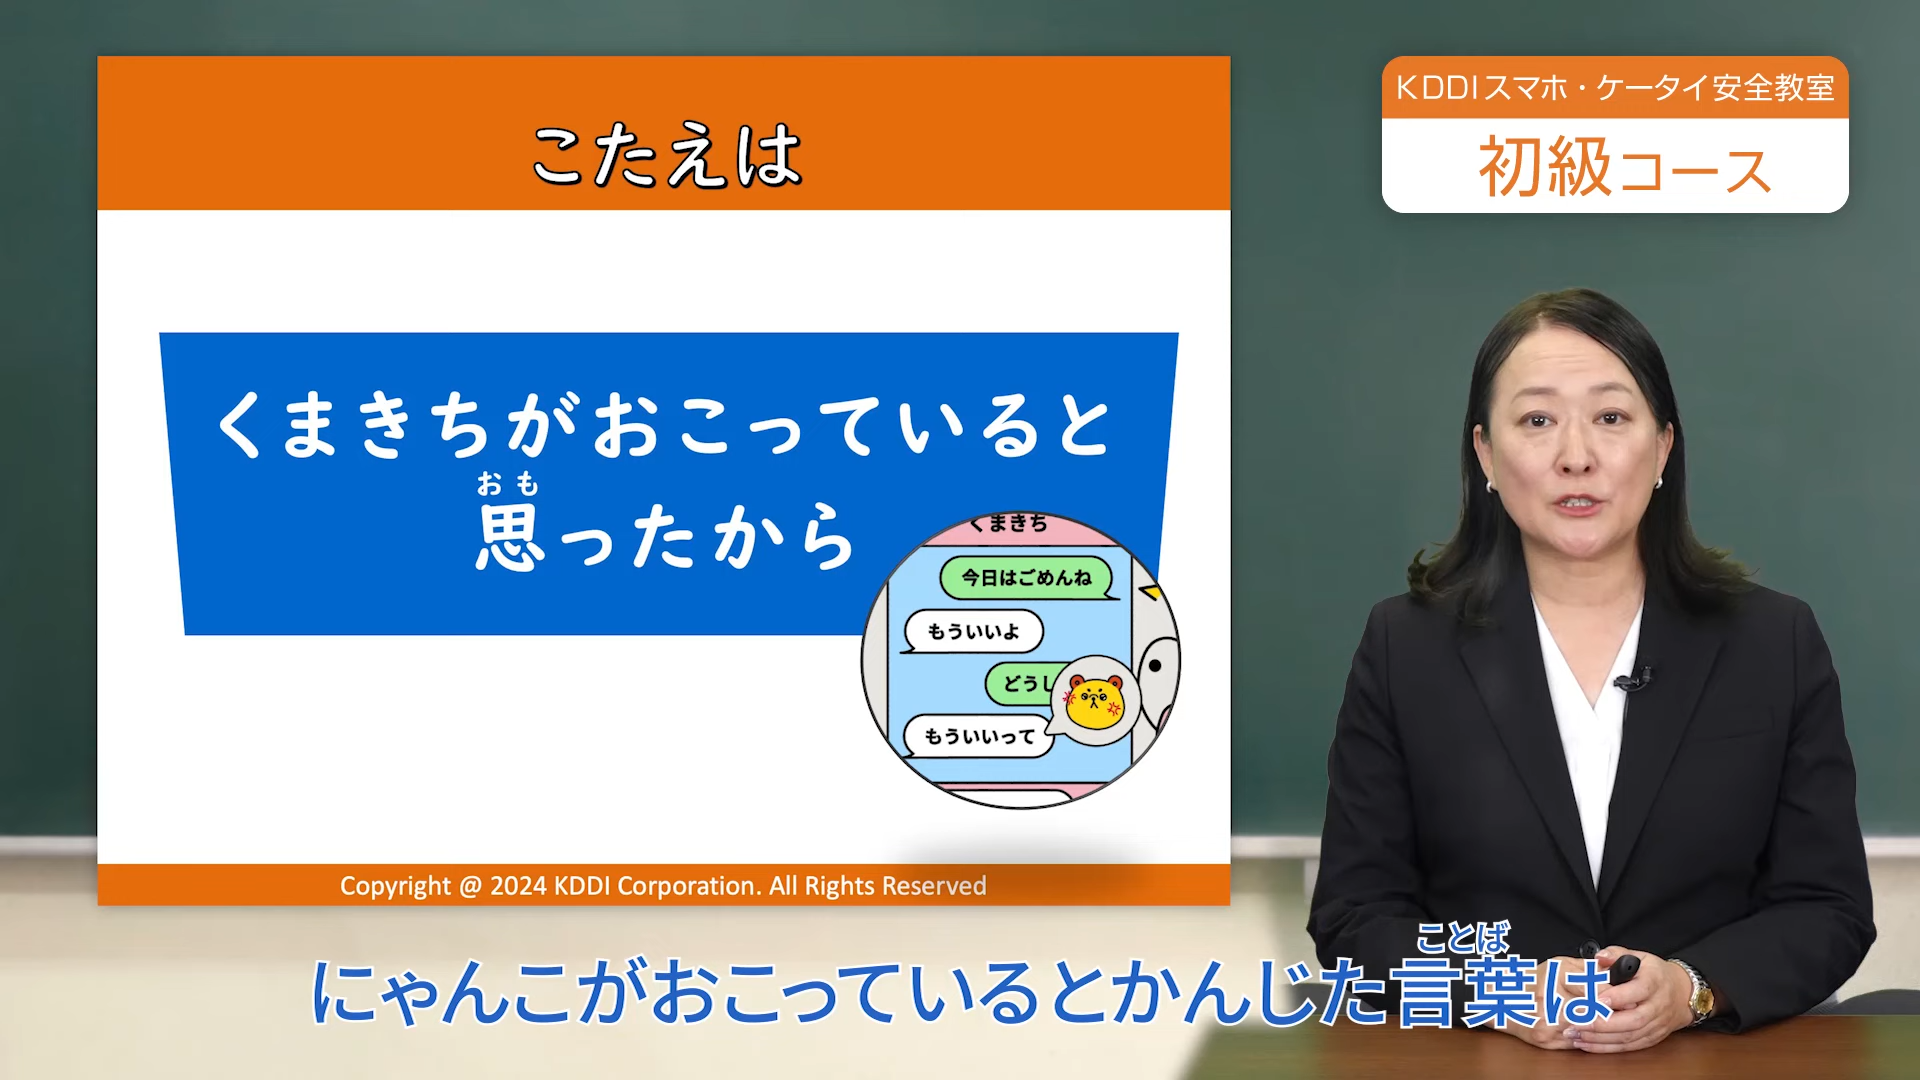 こたえは
くまきちがおこっていると
おも
思ったから
くまきち
今日はごめんね
もういいよ
どうし
もういいって
Copyright @ 2024 KDDI Corporation. All Rights Reserved
KDDIスマホ・ケータイ安全教室
初級コース
ことば
にゃんこがおこっているとかんじた言葉は